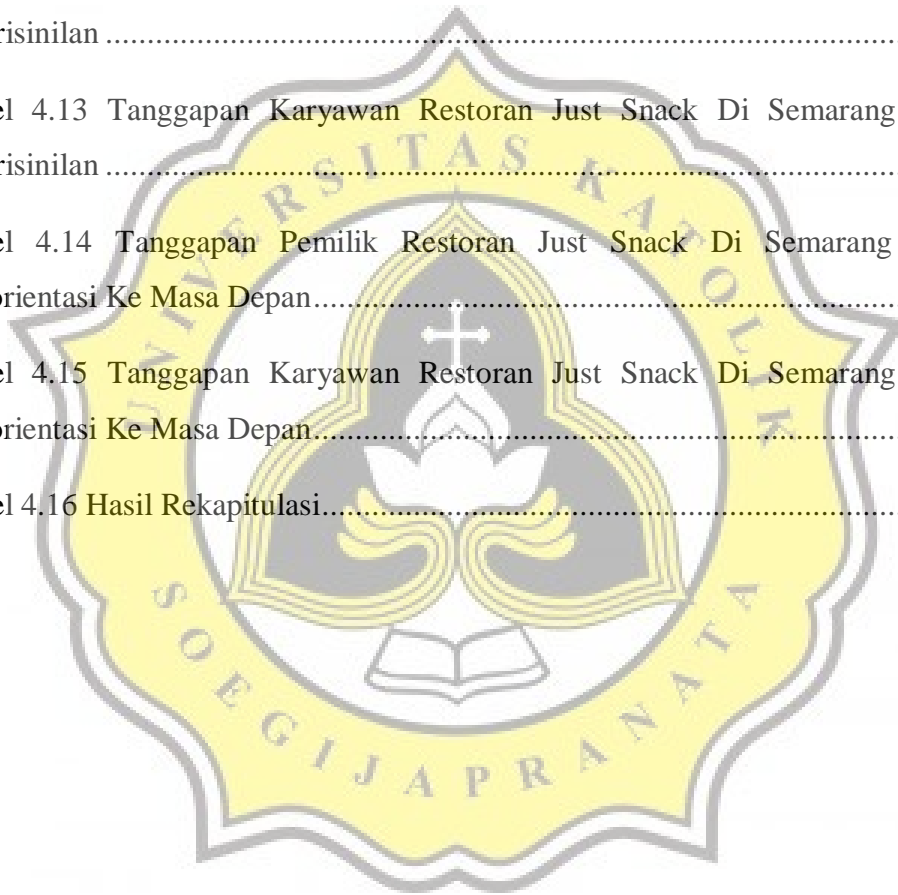 risinilan ........................................................................................
el 4.13 Tanggapan Karyawan Restoran Just Snack Di Semarang
risinilan ........................................................................................
el 4.14 Tanggapan Pemilik Restoran Just Snack Di Semarang
orientasi Ke Masa Depan........................................................................
el 4.15 Tanggapan Karyawan Restoran Just Snack Di Semarang
orientasi Ke Masa Depan........................................................................
el 4.16 Hasil Rekapitulasi.......................................................................
UNIVERSITAS KATOLIK
SOEGIJAPRANATA